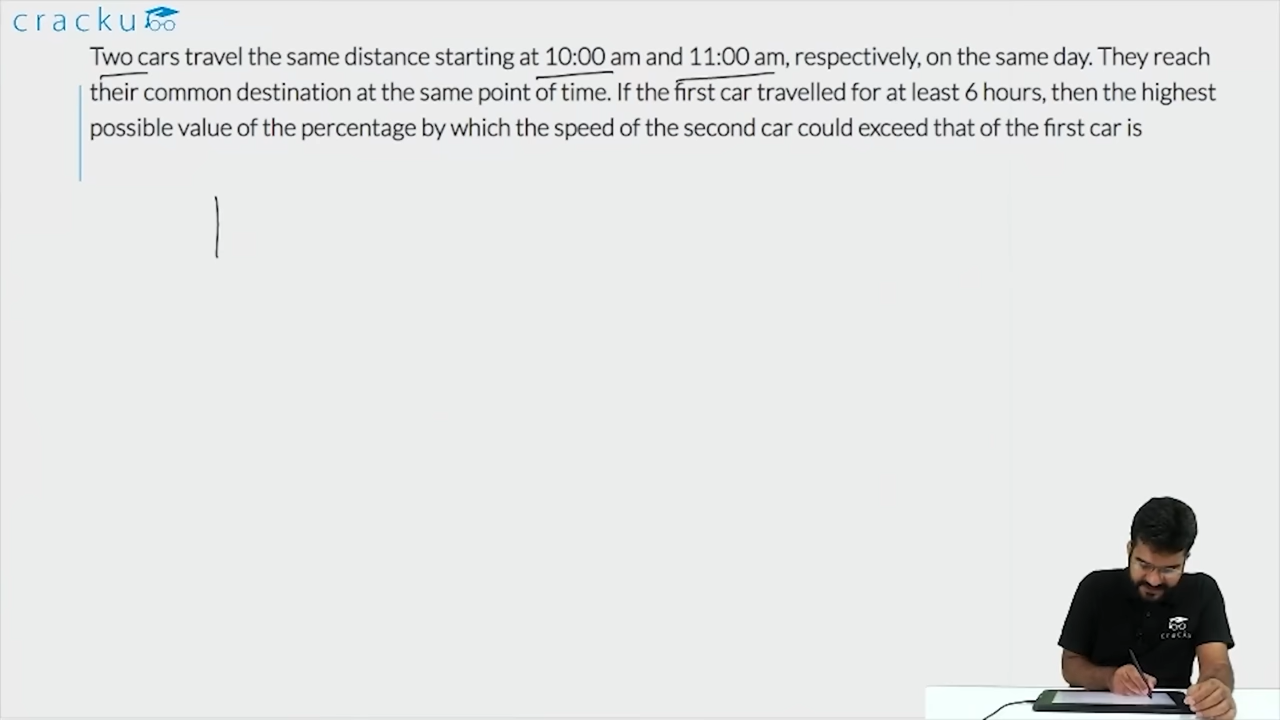 cracku
Two cars travel the same distance starting at 10:00 am and 11:00 am, respectively, on the same day. They reach
their common destination at the same point of time. If the first car travelled for at least 6 hours, then the highest
possible value of the percentage by which the speed of the second car could exceed that of the first car is
cracku